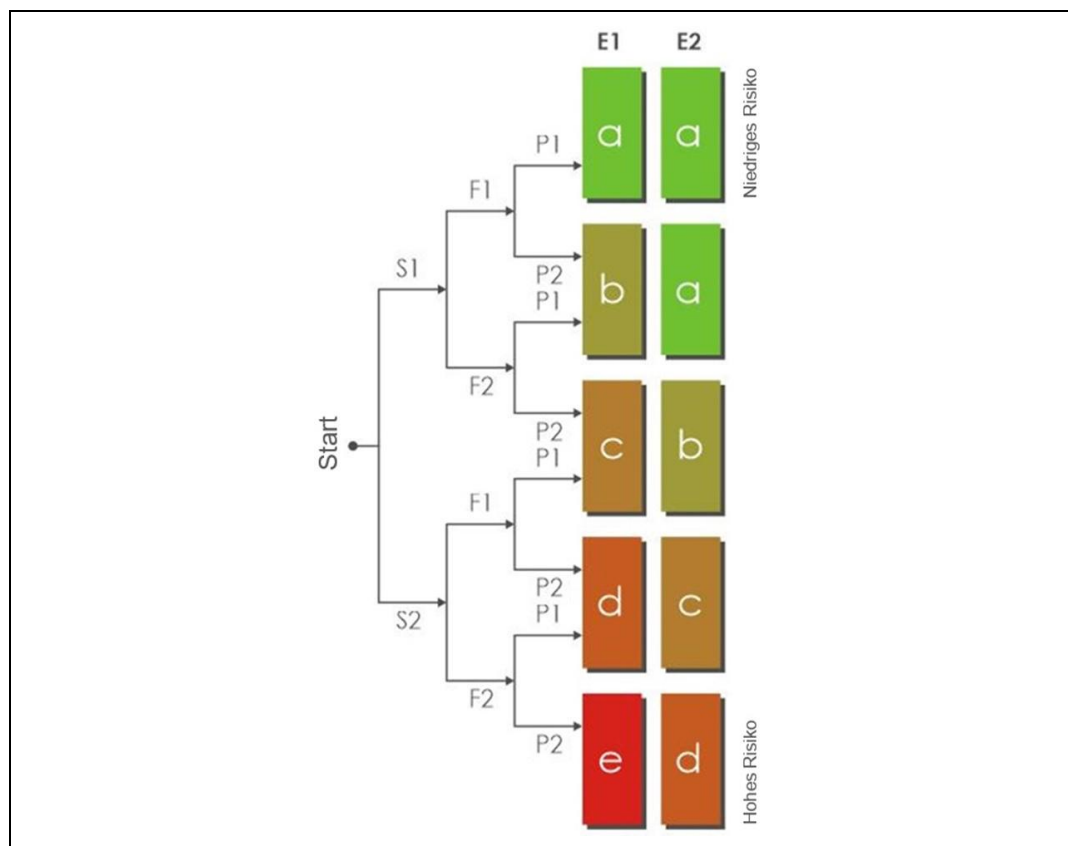 E1 E2
a a
Niedriges Risiko
P1
F1
P2
S1
b a
P1
F2
P2
Start
c b
P1
F1
P2
S2
d c
P1
F2
P2
e d
Hohes Risiko